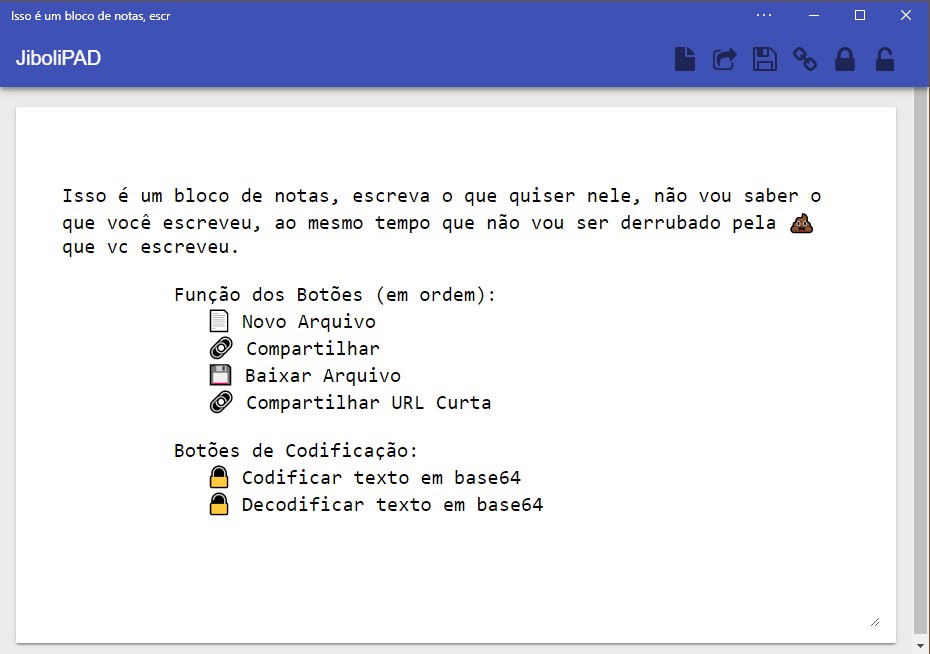 Isso é um bloco de notas, escr
JiboliPAD
Isso é um bloco de notas, escreva o que quiser nele, não vou saber o
que você escreveu, ao mesmo tempo que não vou ser derrubado pela 💩
que vc escreveu.
Função dos Botões (em ordem):
📄 Novo Arquivo
🔗 Compartilhar
💾 Baixar Arquivo
🔗 Compartilhar URL Curta
Botões de Codificação:
🔒 Codificar texto em base64
🔒 Decodificar texto em base64